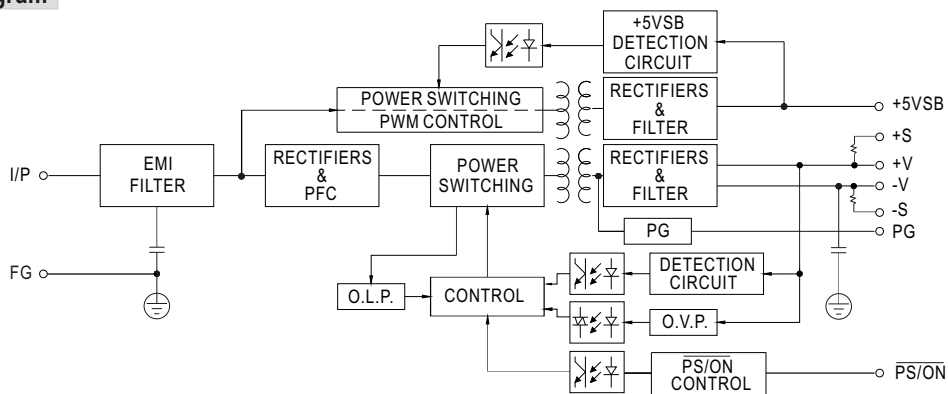 +5VSB
DETECTION
CIRCUIT
POWER SWITCHING
PWM CONTROL
RECTIFIERS
&
FILTER
+5VSB
I/P
EMI
FILTER
RECTIFIERS
&
PFC
POWER
SWITCHING
RECTIFIERS
&
FILTER
+S
+V
-V
-S
PG
PG
FG
O.L.P.
CONTROL
DETECTION
CIRCUIT
O.V.P.
PS/ON
CONTROL
PS/ON